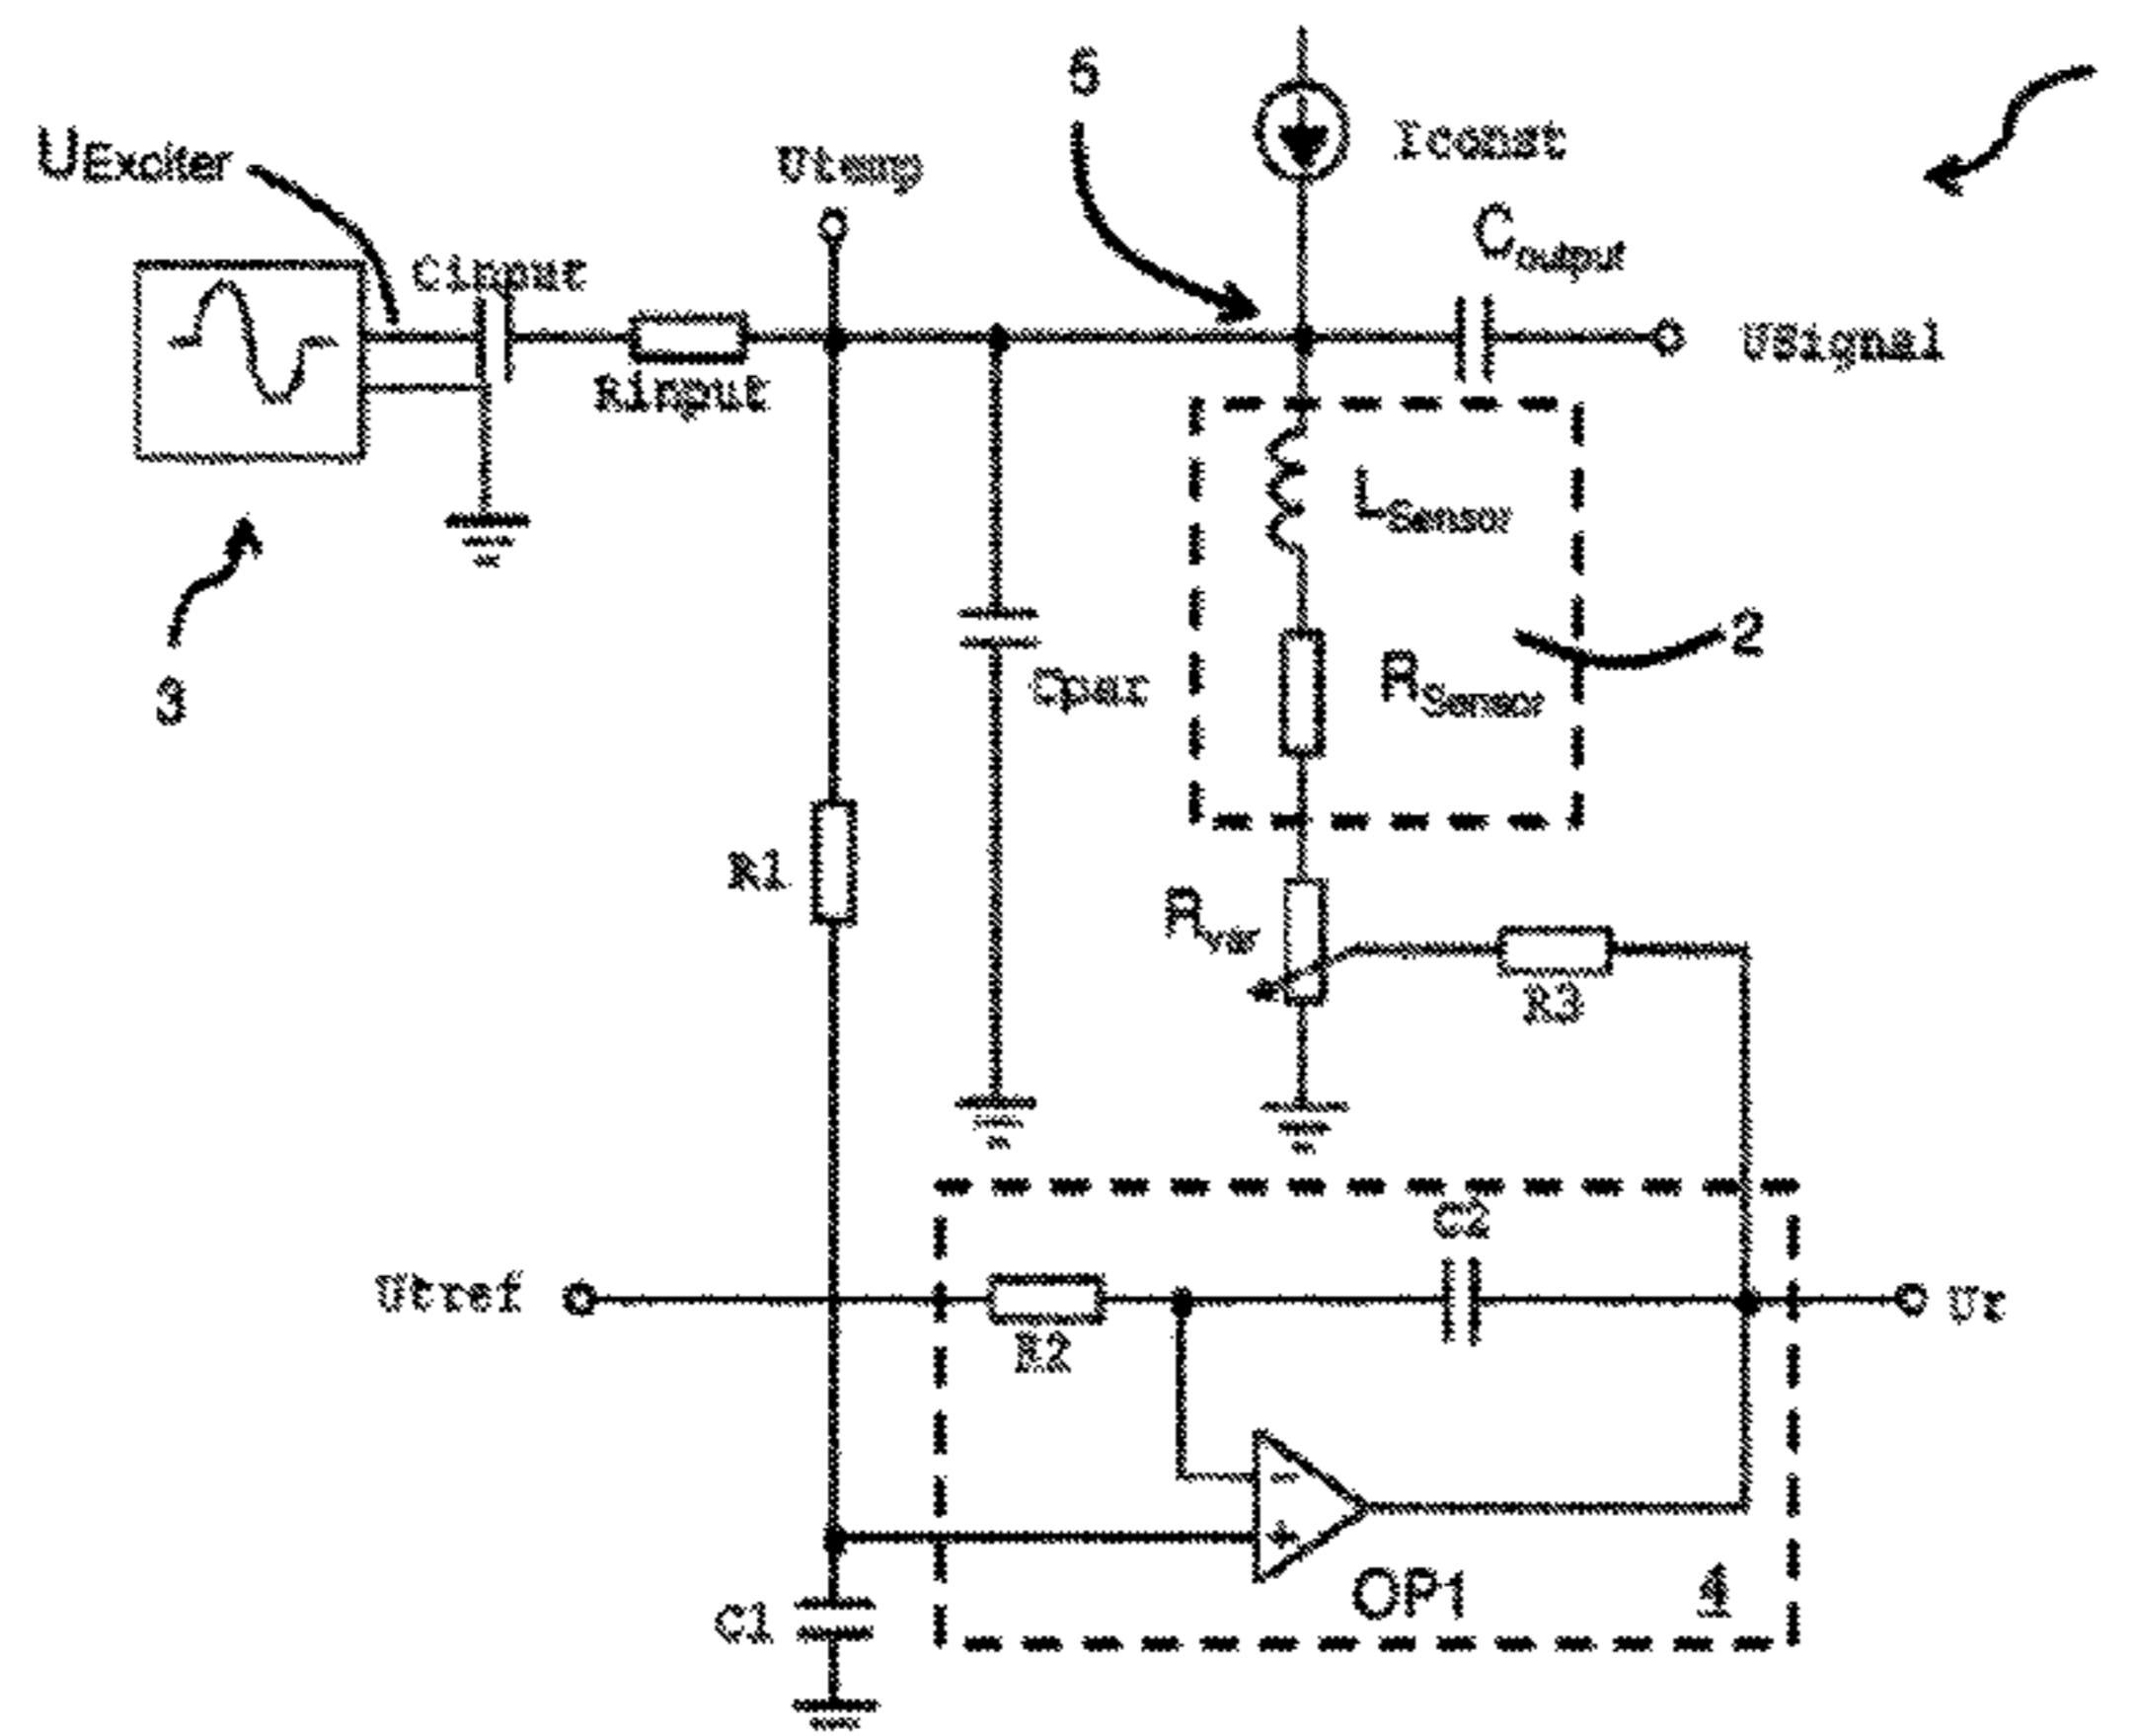 5
UExciter
Utemp
Iconst
Cinput
Coutput
USignal
Rinput
LSensor
2
3
Cpar
RSensor
R1
Rvar
R3
C2
Utref
R2
C1
OP1
4